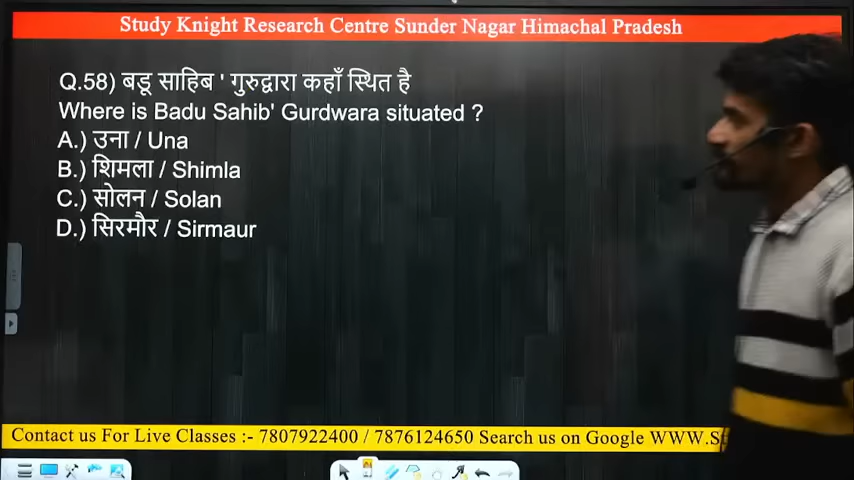 Study Knight Research Centre Sunder Nagar Himachal Pradesh
Q.58) बडू साहिब ' गुरुद्वारा कहाँ स्थित है
Where is Badu Sahib' Gurdwara situated ?
A.) उना / Una
B.) शिमला / Shimla
C.) सोलन / Solan
D.) सिरमौर / Sirmaur
Contact us For Live Classes :- 7807922400 / 7876124650 Search us on Google